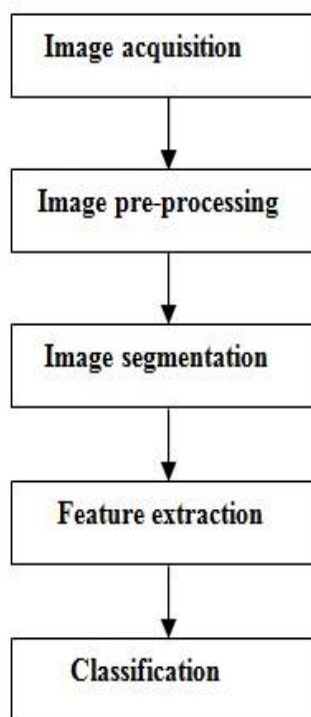 Image acquisition
Image pre-processing
Image segmentation
Feature extraction
Classification